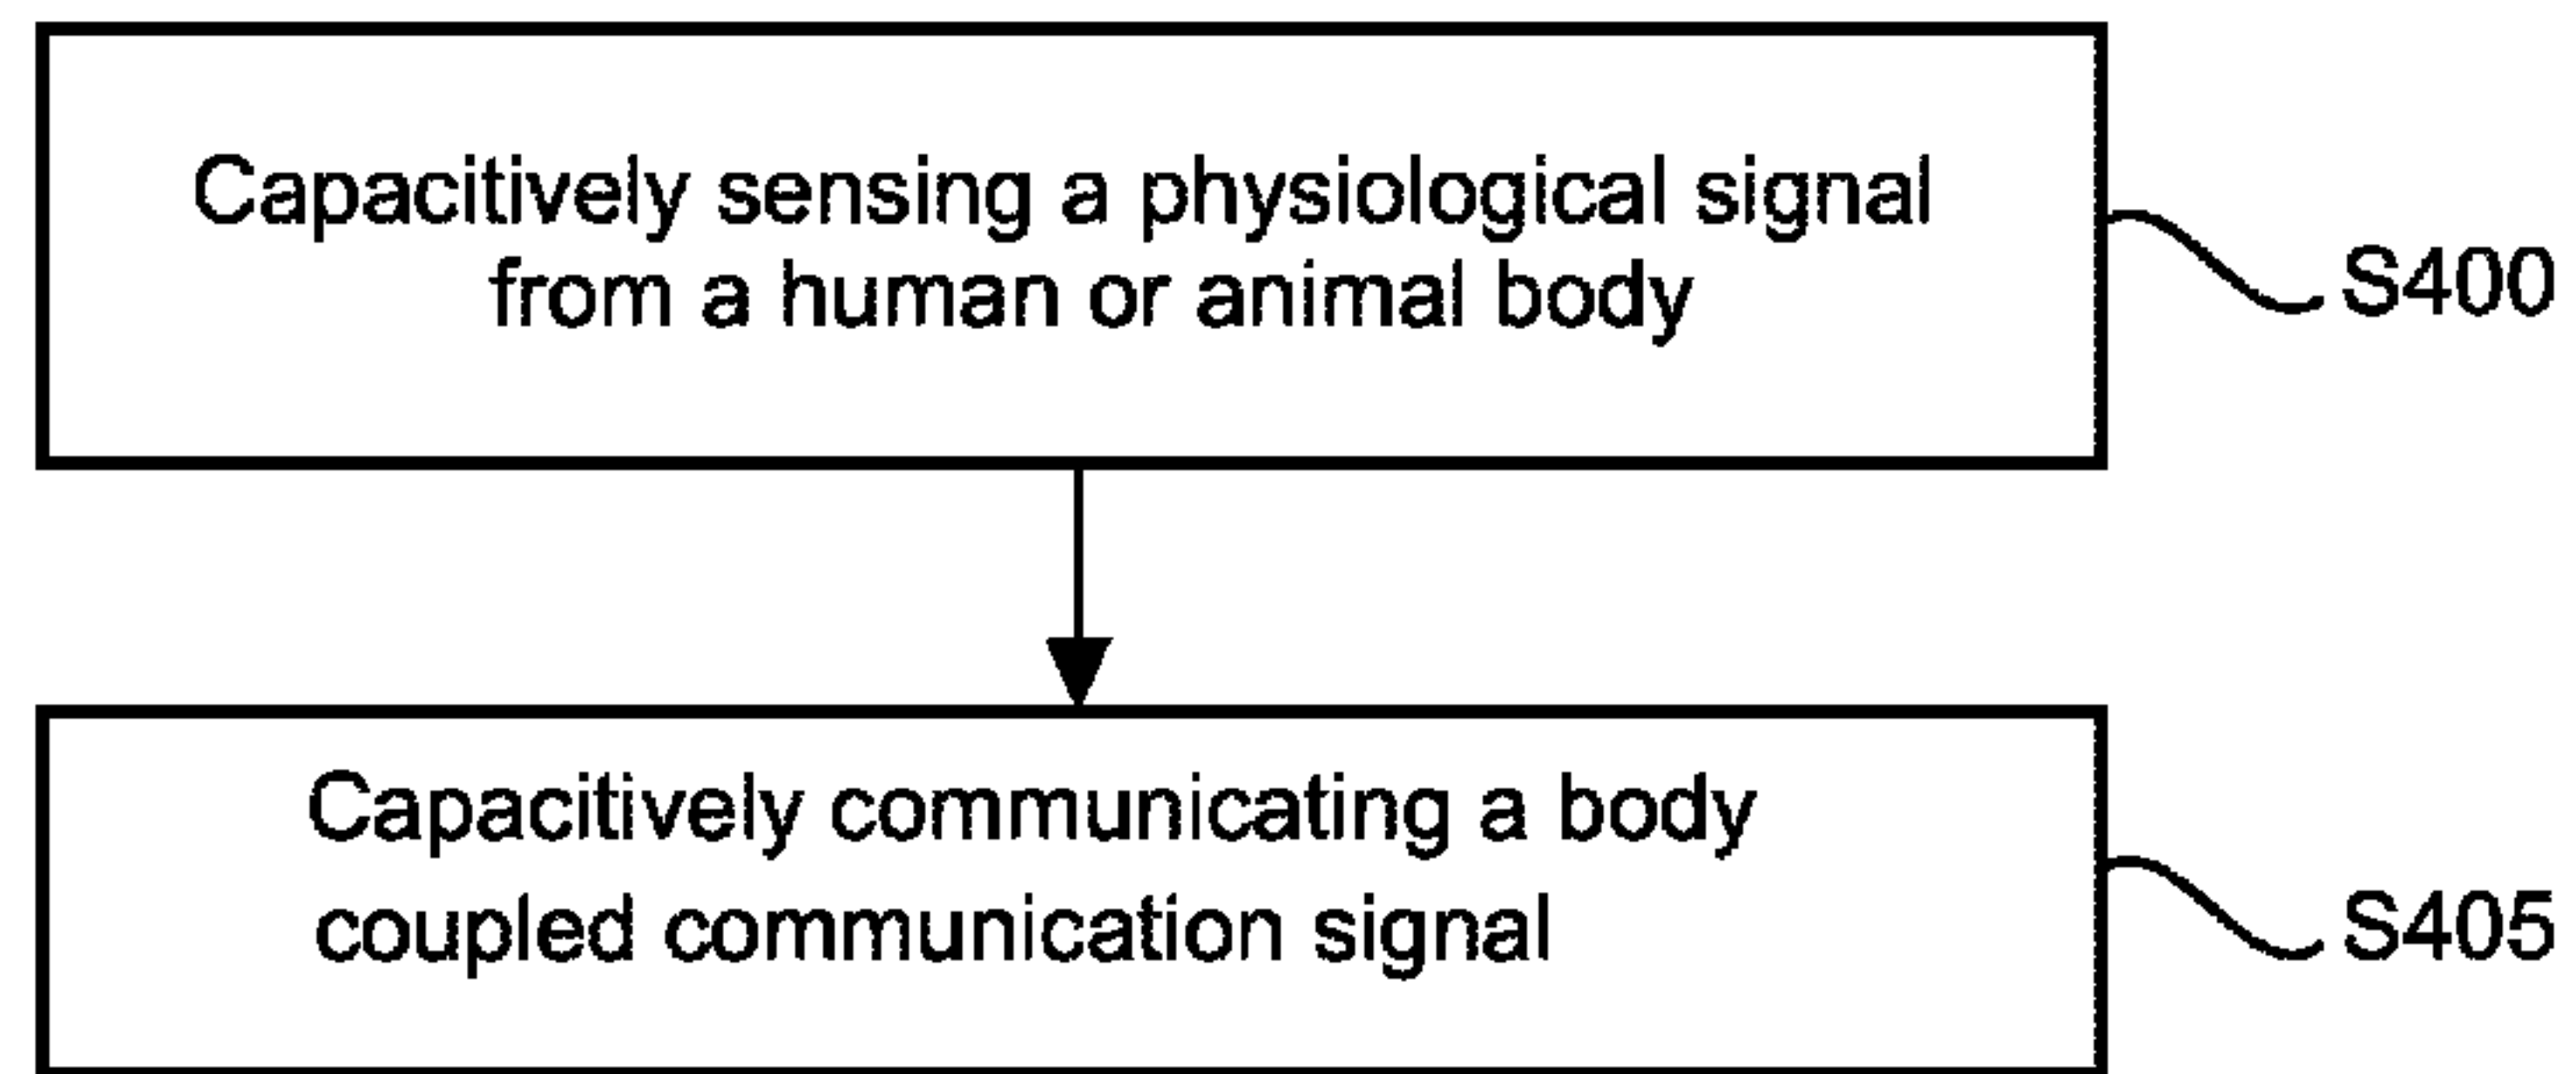 Capacitively sensing a physiological signal
from a human or animal body
S400
Capacitively communicating a body
coupled communication signal
S405